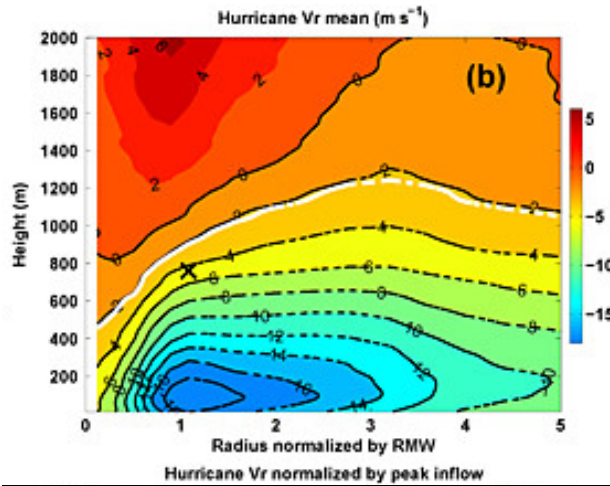 Hurricane Vr mean (m s⁻¹)
(b)
2000
1800
1600
1400
1200
1000
800
600
400
200
Height (m)
0 1 2 3 4 5
Radius normalized by RMW
5
0
−5
−10
−15
Hurricane Vr normalized by peak inflow